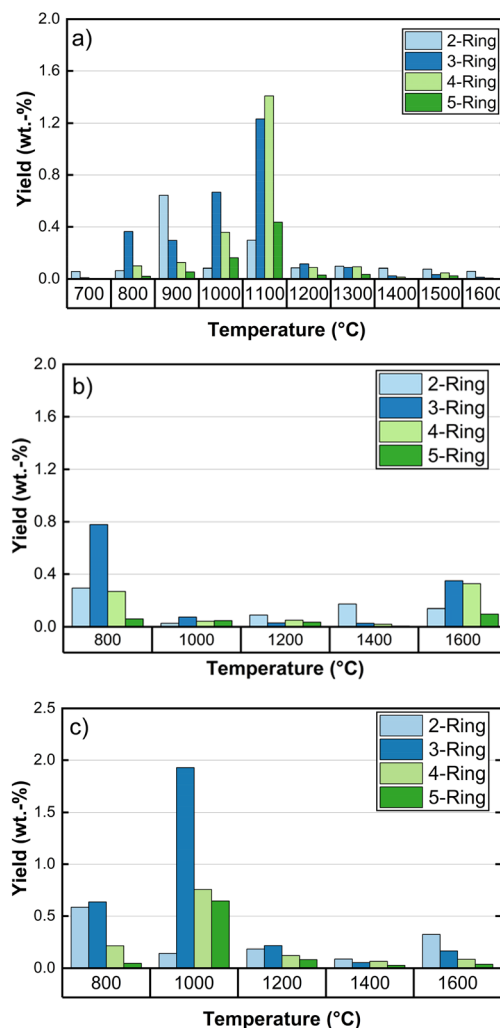 a)
2-Ring
3-Ring
4-Ring
5-Ring
2.0
1.6
1.2
0.8
0.4
0.0
Yield (wt.-%)
700 800 900 1000 1100 1200 1300 1400 1500 1600
Temperature (°C)
b)
2-Ring
3-Ring
4-Ring
5-Ring
2.0
1.6
1.2
0.8
0.4
0.0
Yield (wt.-%)
800 1000 1200 1400 1600
Temperature (°C)
c)
2-Ring
3-Ring
4-Ring
5-Ring
2.5
2.0
1.5
1.0
0.5
0.0
Yield (wt.-%)
800 1000 1200 1400 1600
Temperature (°C)